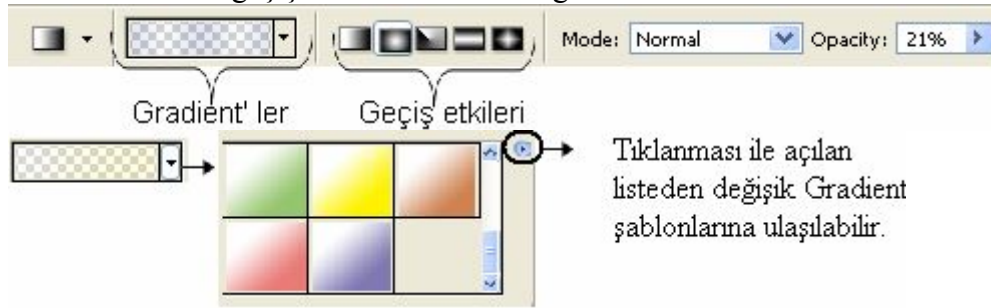 Mode: Normal Opacity: 21%
Gradient' ler Geçiş etkileri
Tıklanması ile açılan
listeden değişik Gradient
şablonlarına ulaşılabilir.